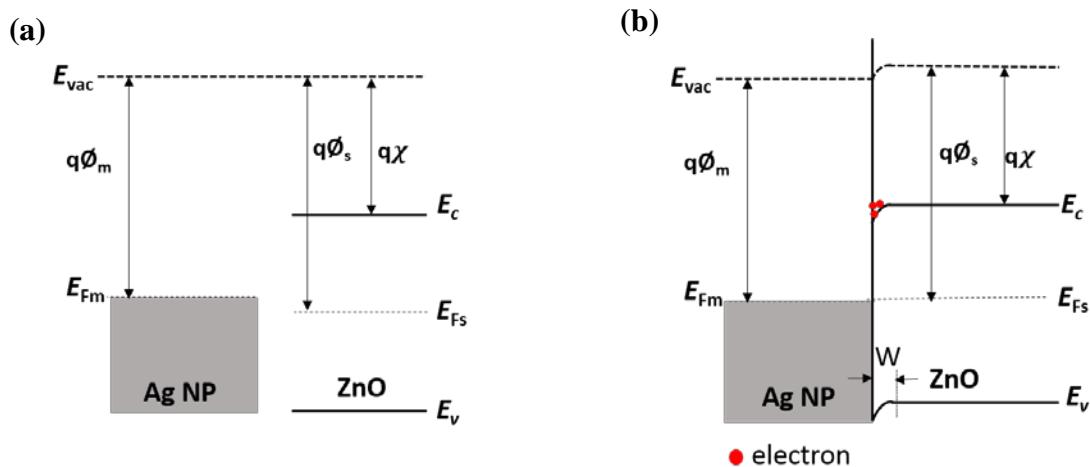 (a)
E_vac
qØ_m
qØ_s
qχ
E_c
E_Fm
E_Fs
Ag NP
ZnO
E_v
(b)
E_vac
qØ_m
qØ_s
qχ
E_c
E_Fm
E_Fs
W
Ag NP
ZnO
E_v
electron